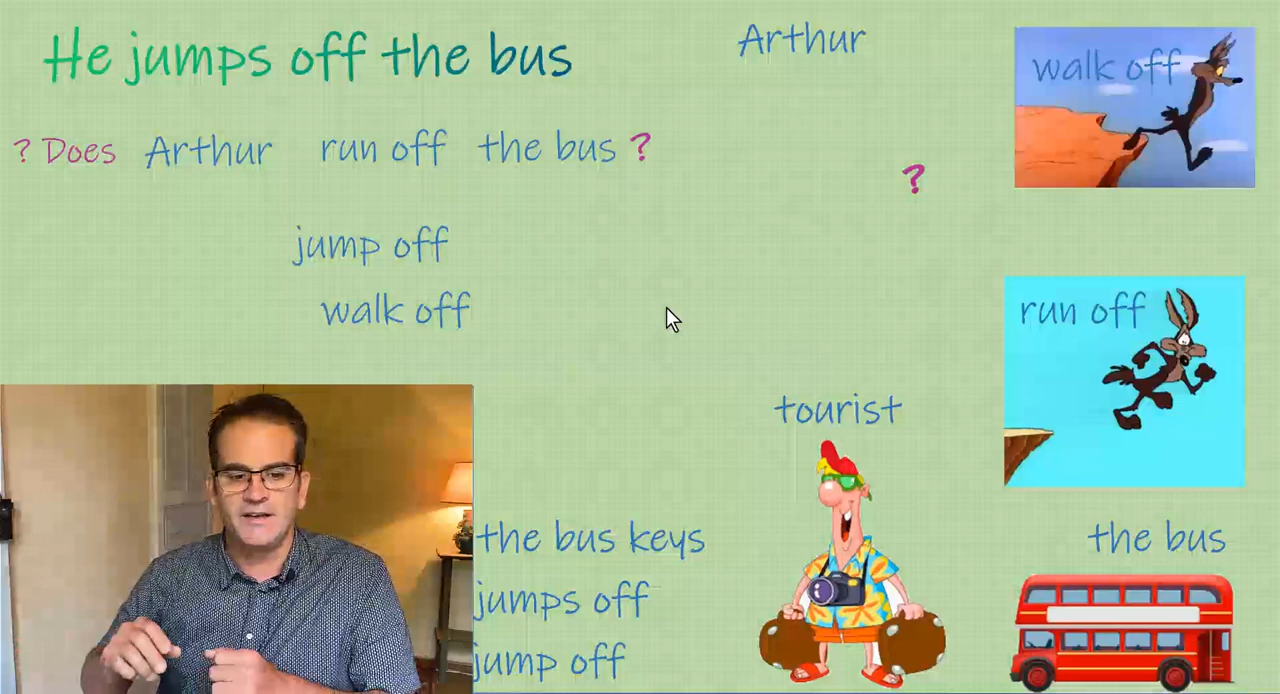 He jumps off the bus
Arthur
walk off
? Does Arthur run off the bus ?
?
jump off
walk off
run off
tourist
the bus keys
the bus
jumps off
jump off